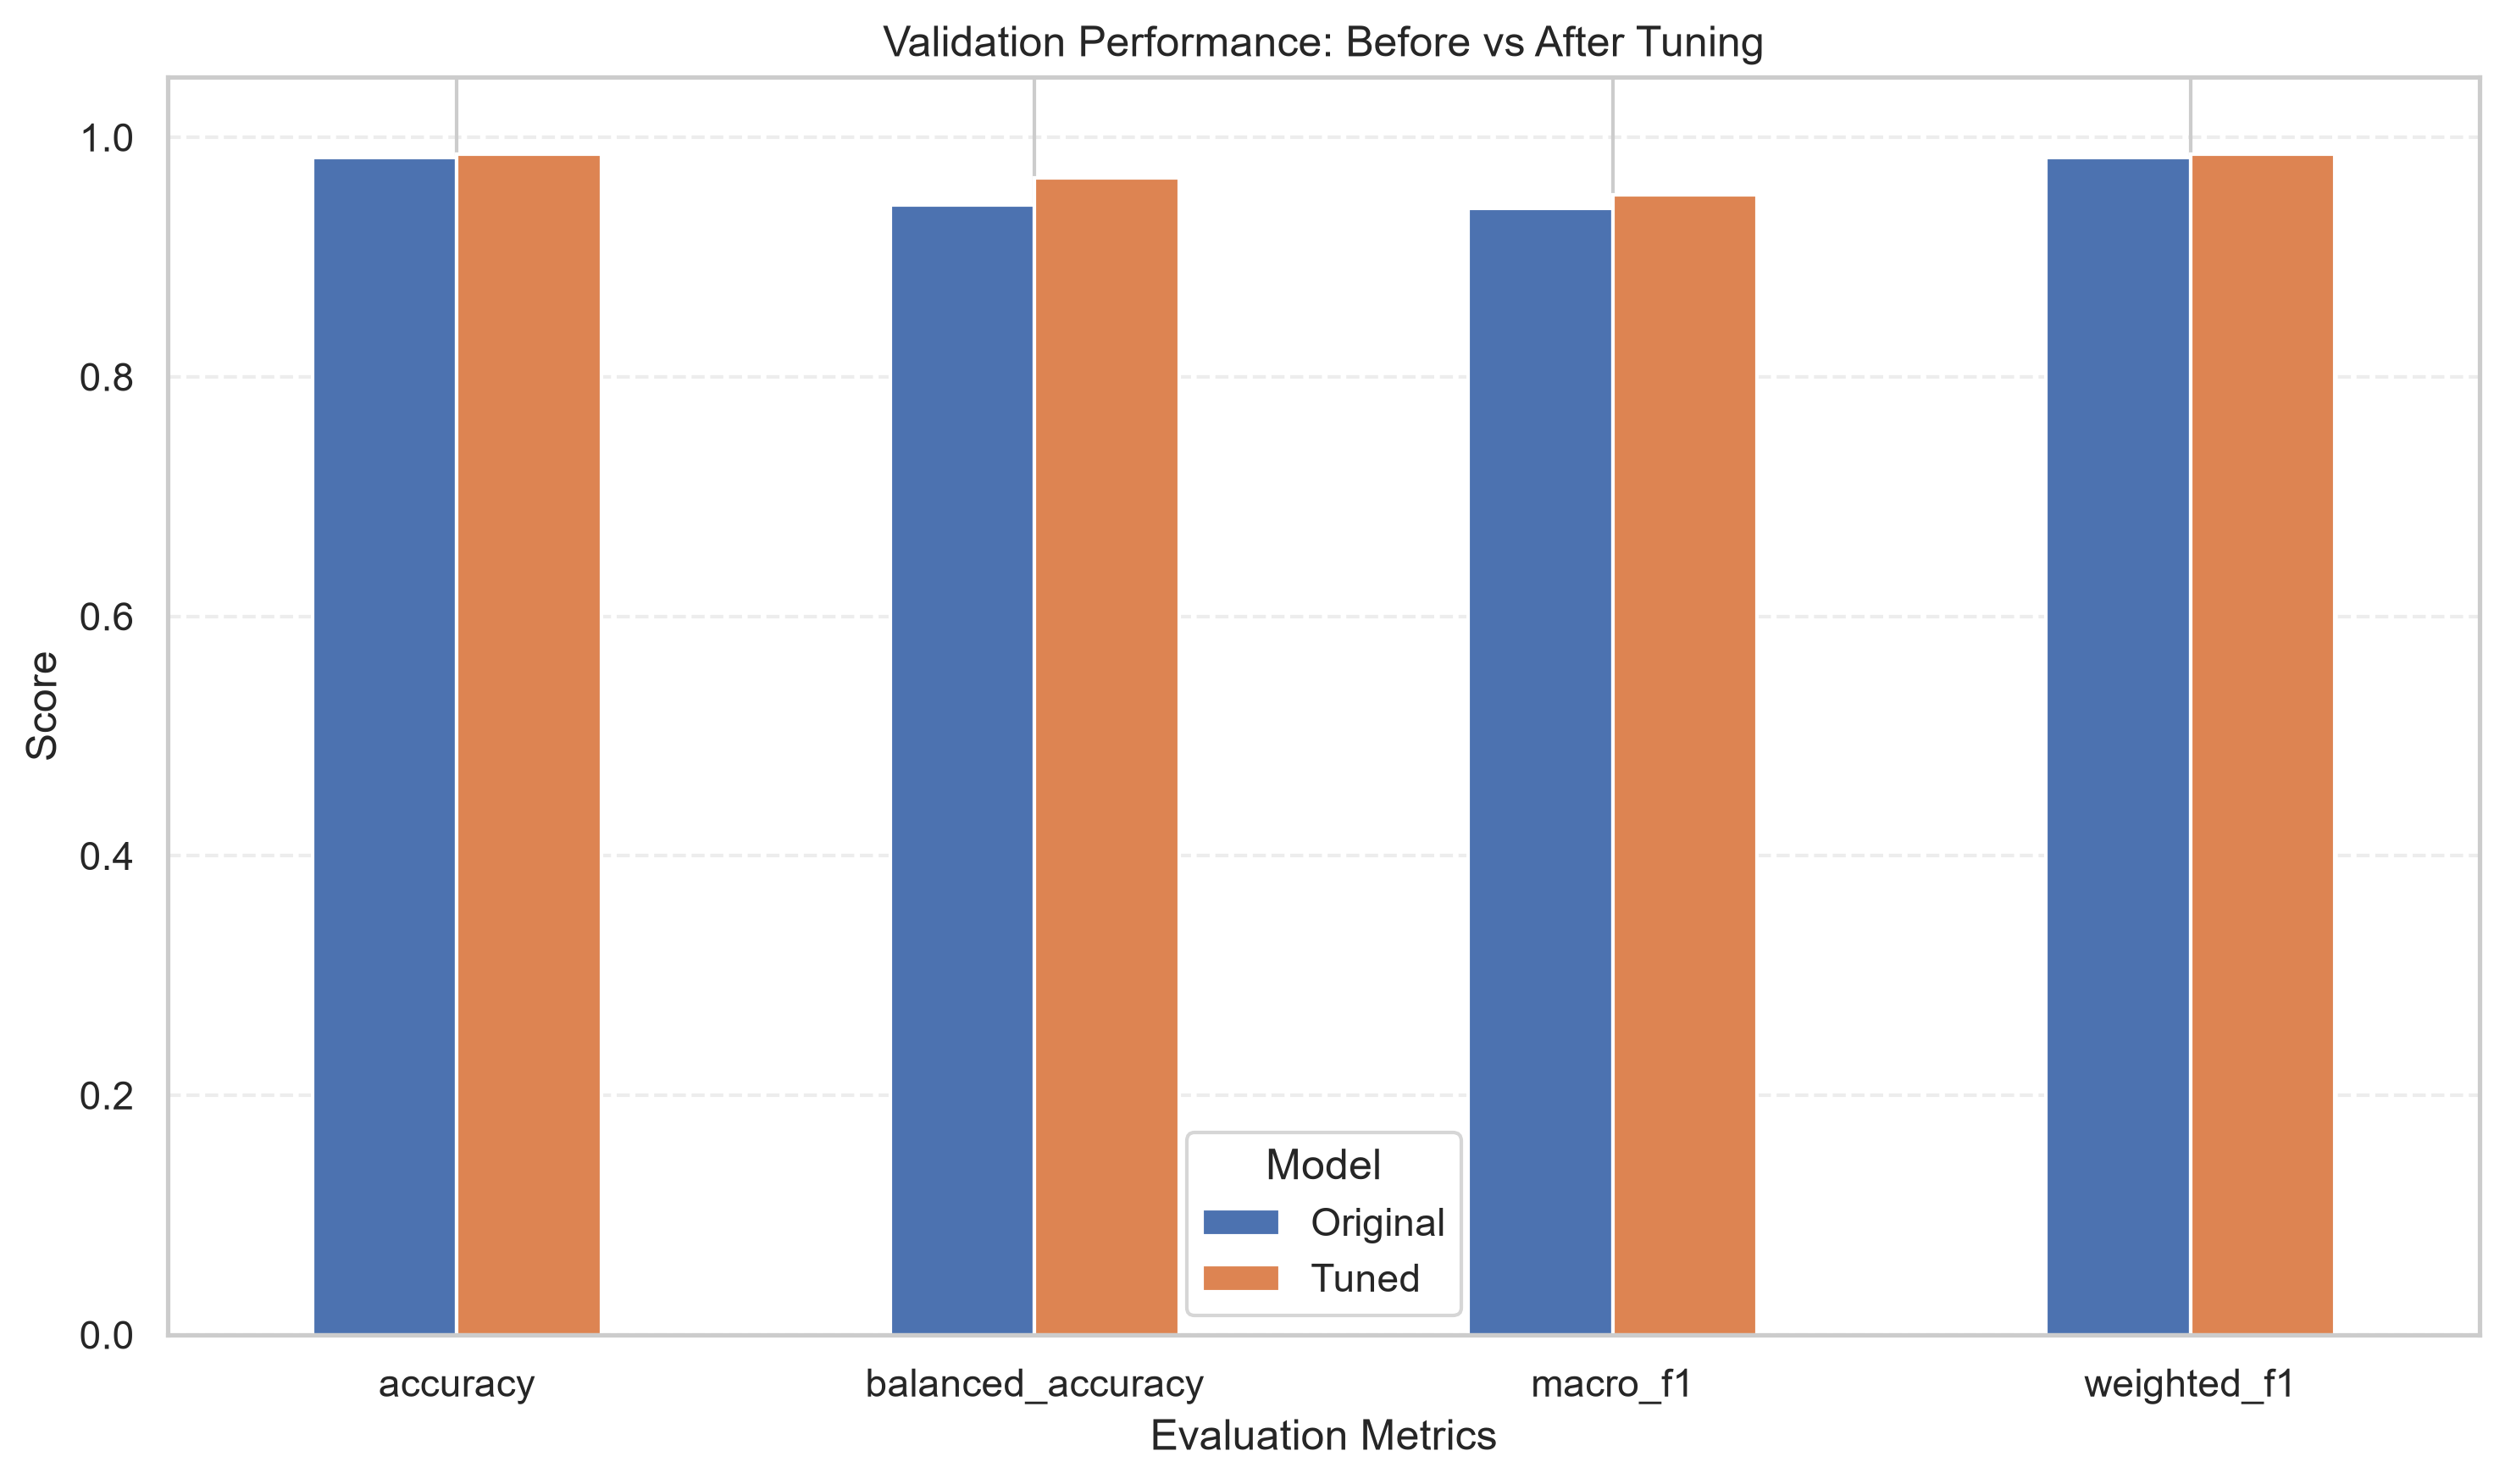 Validation Performance: Before vs After Tuning
1.0
0.8
0.6
0.4
0.2
0.0
Score
Model
Original
Tuned
accuracy
balanced_accuracy
macro_f1
weighted_f1
Evaluation Metrics